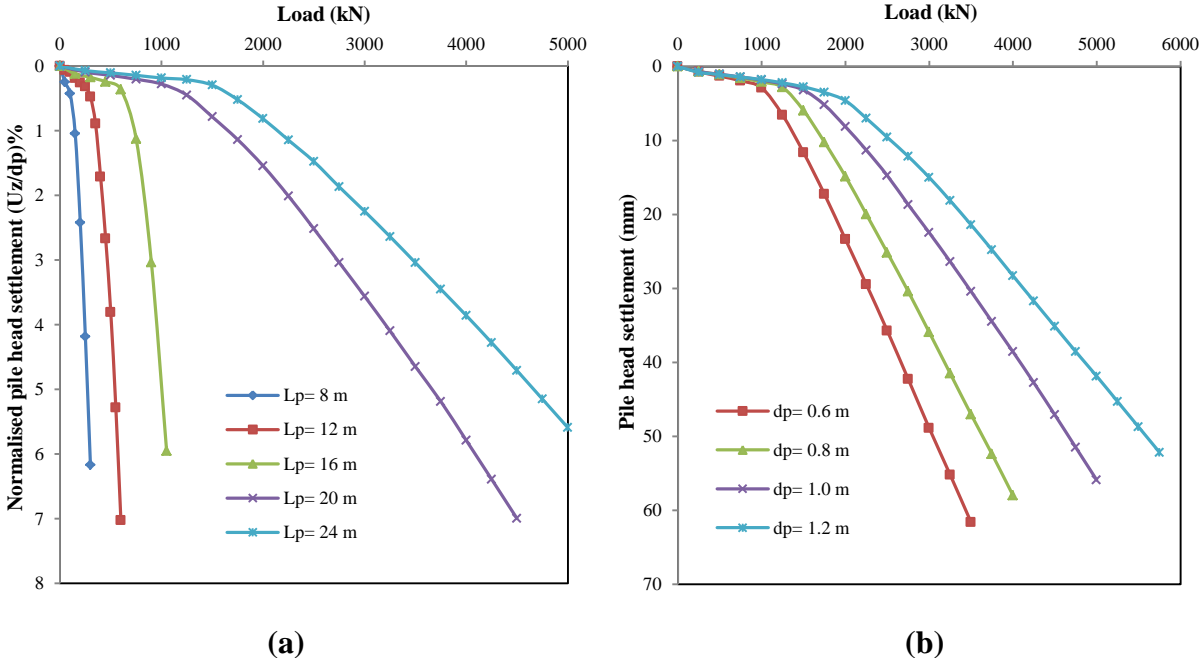 Load (kN)
0 1000 2000 3000 4000 5000
0
1
2
3
4
5
6
7
8
Normalised pile head settlement (Uz/dp)%
Lp= 8 m
Lp= 12 m
Lp= 16 m
Lp= 20 m
Lp= 24 m
(a)
Load (kN)
0 1000 2000 3000 4000 5000 6000
0
10
20
30
40
50
60
70
Pile head settlement (mm)
dp= 0.6 m
dp= 0.8 m
dp= 1.0 m
dp= 1.2 m
(b)